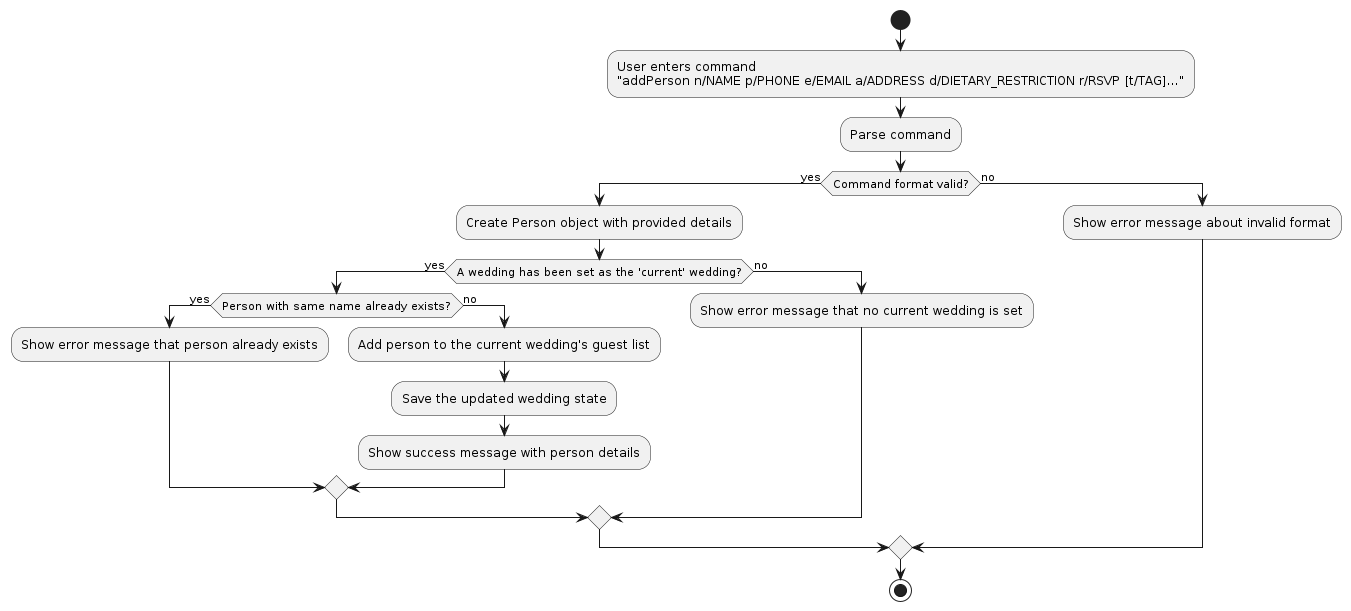 User enters command
"addPerson n/NAME p/PHONE e/EMAIL a/ADDRESS d/DIETARY_RESTRICTION r/RSVP [t/TAG]..."
Parse command
yes
Command format valid?
no
Create Person object with provided details
Show error message about invalid format
yes
A wedding has been set as the 'current' wedding?
no
yes
Person with same name already exists?
no
Show error message that no current wedding is set
Show error message that person already exists
Add person to the current wedding's guest list
Save the updated wedding state
Show success message with person details